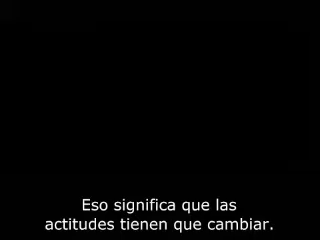 Eso significa que las
actitudes tienen que cambiar.